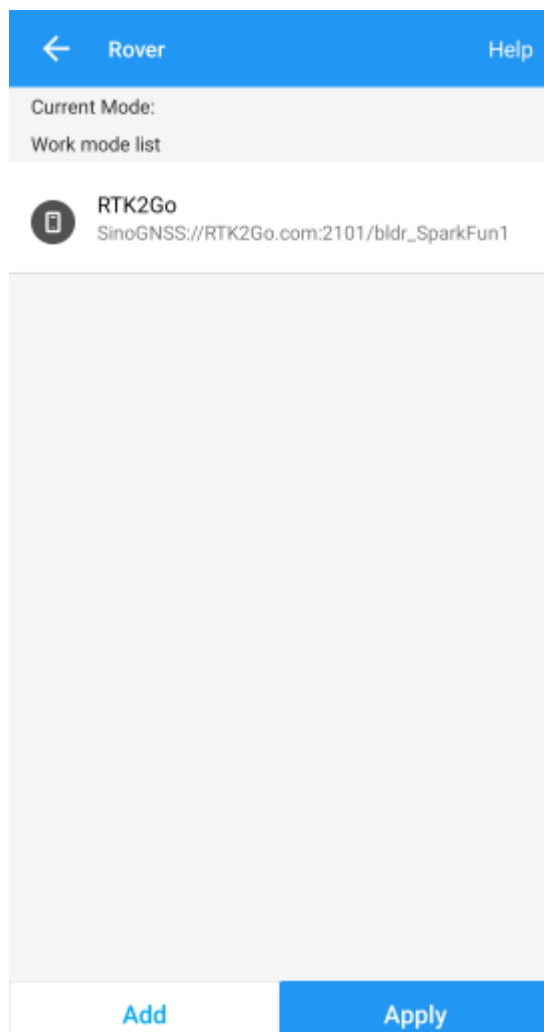 Rover Help
Current Mode:
Work mode list
RTK2Go
SinoGNSS://RTK2Go.com:2101/bldr_SparkFun1
Add Apply